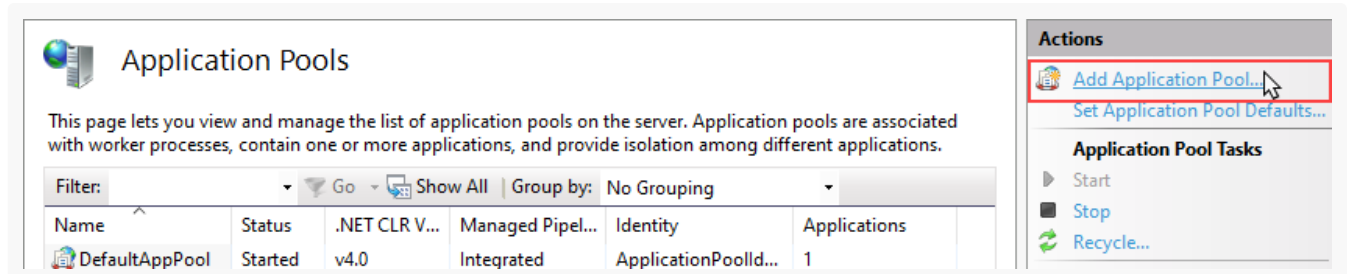 Application Pools
This page lets you view and manage the list of application pools on the server. Application pools are associated
with worker processes, contain one or more applications, and provide isolation among different applications.
Filter: Go Show All Group by: No Grouping
Name Status .NET CLR V... Managed Pipel... Identity Applications
DefaultAppPool Started v4.0 Integrated ApplicationPoolId... 1
Actions
Add Application Pool...
Set Application Pool Defaults...
Application Pool Tasks
Start
Stop
Recycle...